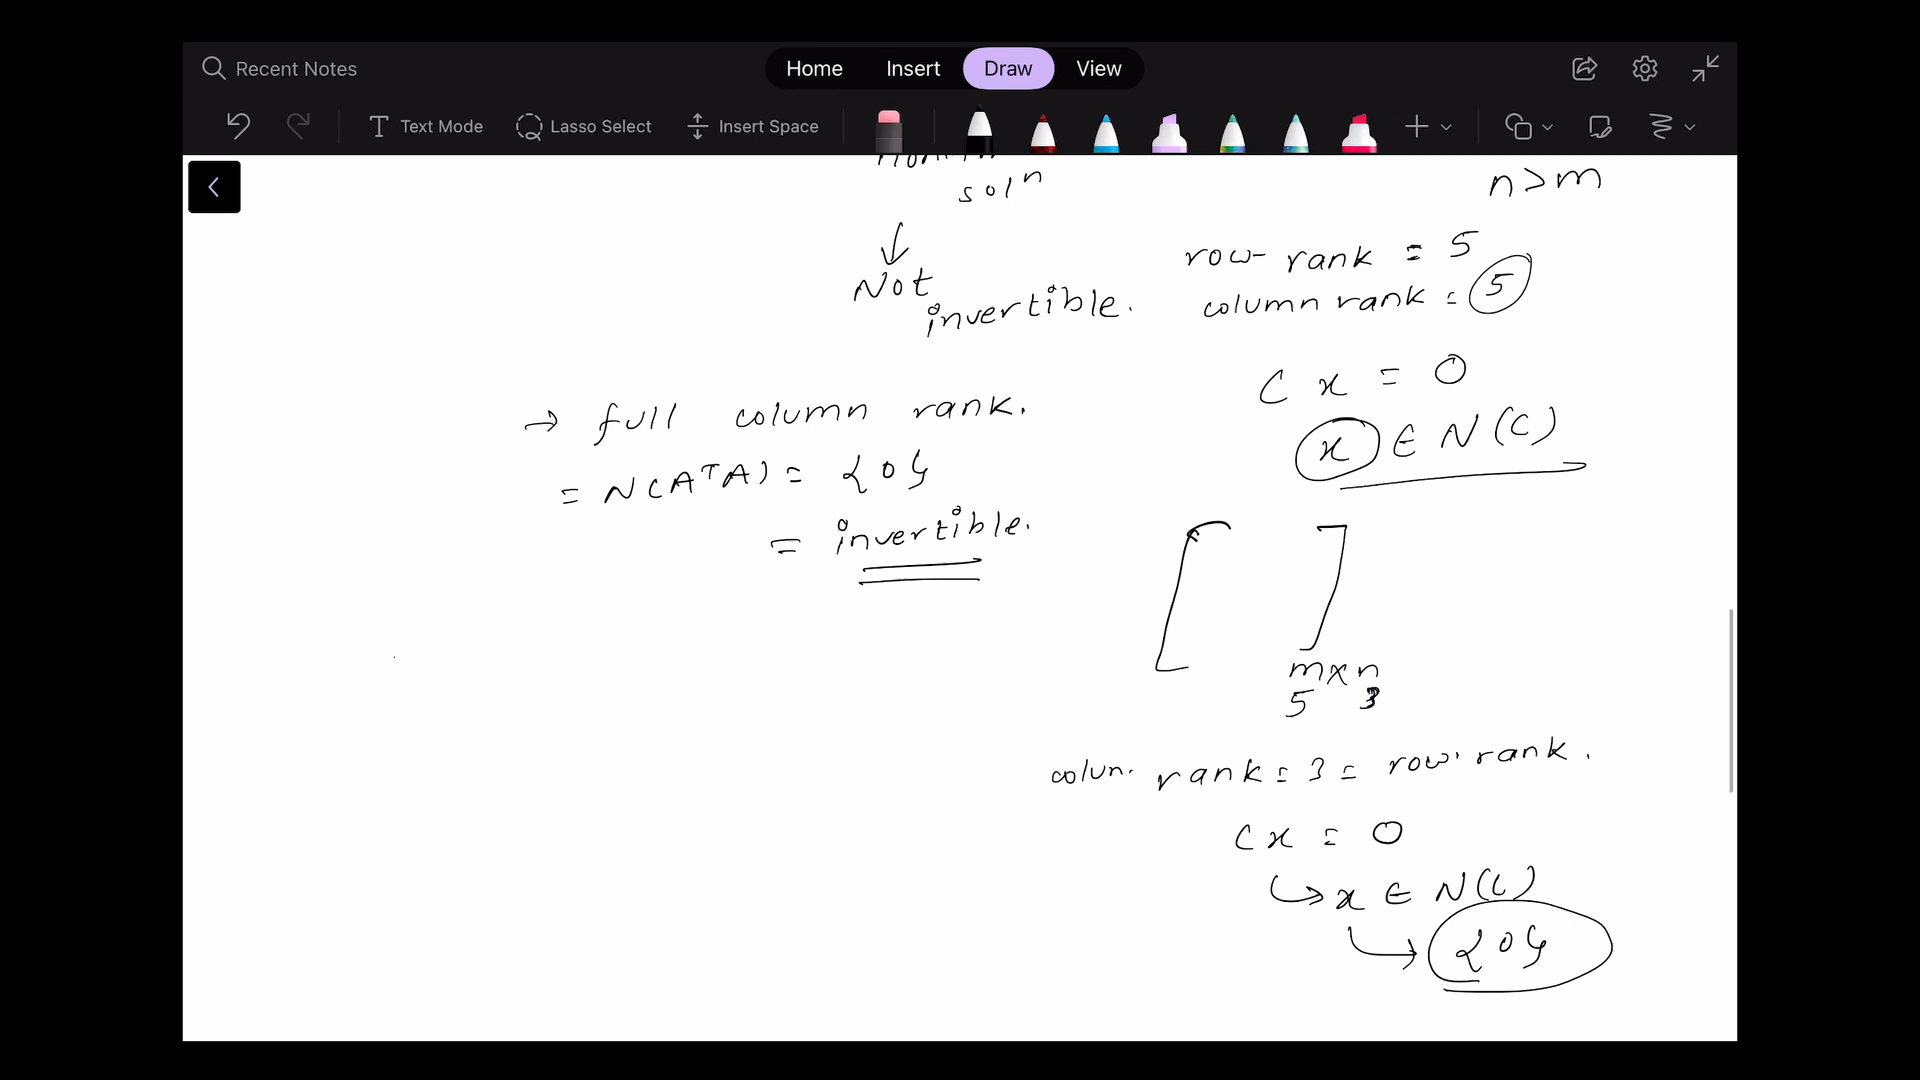 Recent Notes
Home Insert Draw View
Text Mode Lasso Select Insert Space
solⁿ
n>m
↓
Not
invertible.
row- rank = 5
column rank = 5
Cx = 0
x ∈ N(C)
→ full column rank.
= N(AᵀA) = {0}
= invertible.
[ ]
m×n
5 3
colun. rank = 3 = row rank.
Cx = 0
↪ x ∈ N(C)
↪ {0}